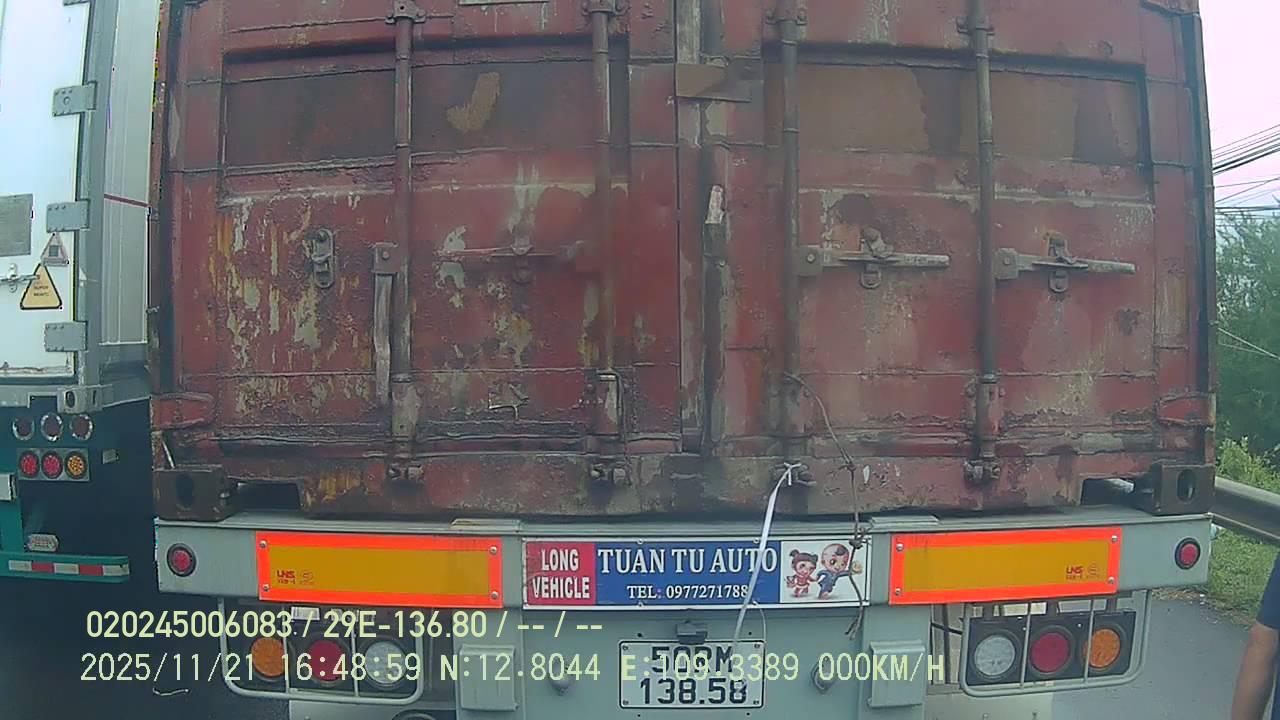 LONG
VEHICLE
TUAN TU AUTO
TEL: 0977271788
020245006083 / 29E-136.80 / -- / --
2025/11/21 16:48:59 N:12.8044 E:109.3389 000KM/H
50RM
138.58